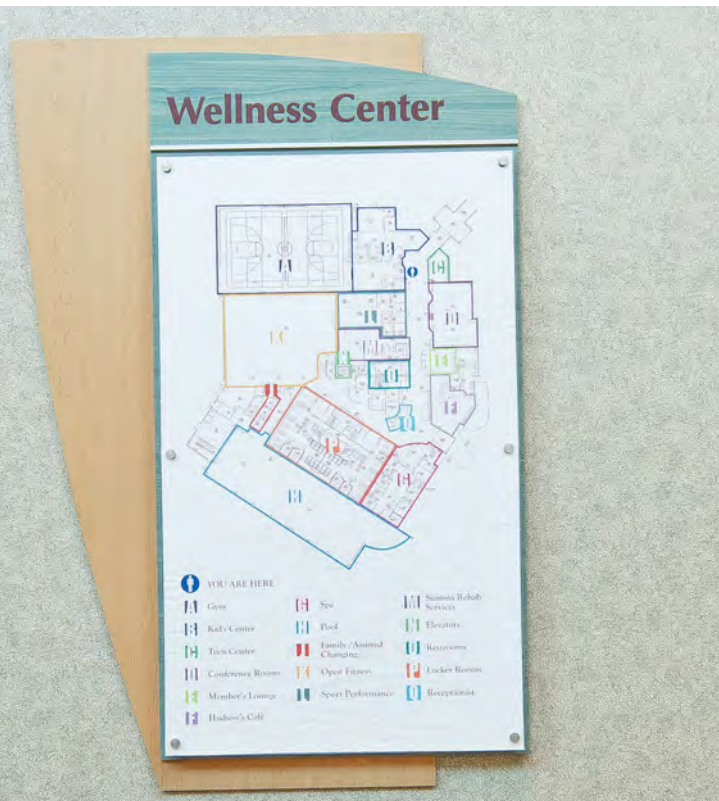 Wellness Center
YOU ARE HERE
A Gym
B Kid's Center
C Teen Center
D Conference Rooms
E Member's Lounge
F Hudson's Café
G Spa
H Pool
Family/Assisted
Changing
K Open Fitness
Sport Performance
M Summa Rehab
Services
N Elevators
O Restrooms
P Locker Rooms
Q Receptionist